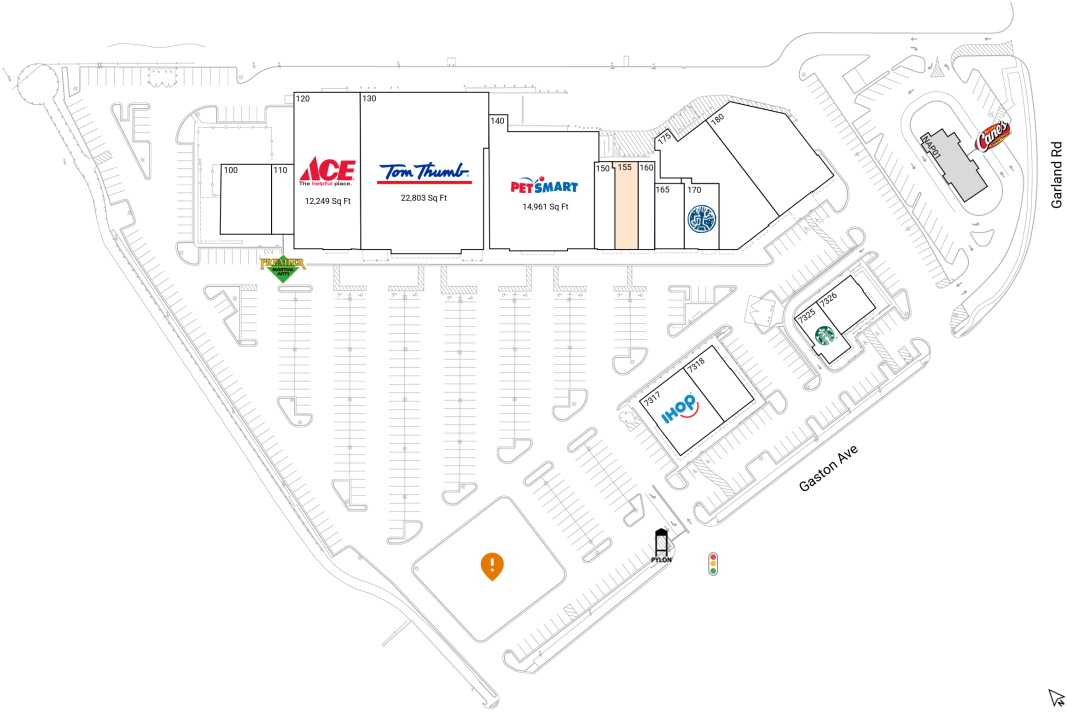 120
130
140
180
175
NAP01
Cane's
Garland Rd
100
110
ACE
The helpful place.
12,249 Sq Ft
Tom Thumb
22,803 Sq Ft
PETSMART
14,961 Sq Ft
150
155
160
165
170
PREMIER
MARTIAL
ARTS
7325
7326
7317
7318
IHOP
Gaston Ave
PYLON
!
N